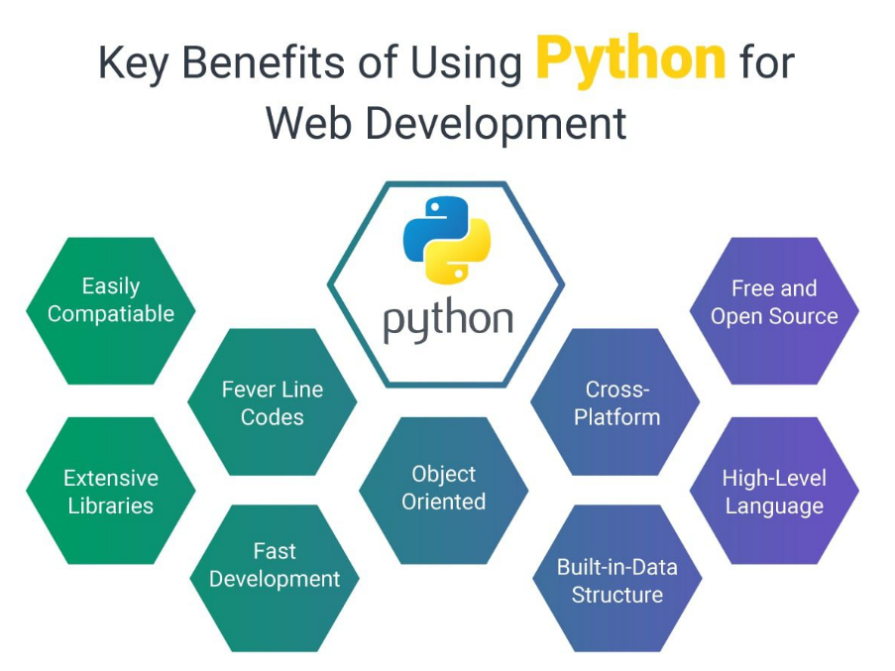 Key Benefits of Using Python for
Web Development
python
Easily
Compatiable
Free and
Open Source
Fever Line
Codes
Cross-
Platform
Extensive
Libraries
Object
Oriented
High-Level
Language
Fast
Development
Built-in-Data
Structure